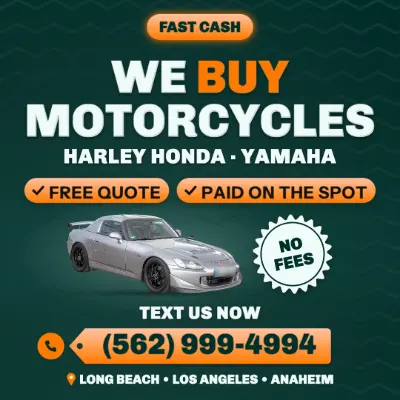 FAST CASH
WE BUY
MOTORCYCLES
HARLEY HONDA · YAMAHA
FREE QUOTE
PAID ON THE SPOT
NO
FEES
TEXT US NOW
(562) 999-4994
LONG BEACH • LOS ANGELES • ANAHEIM